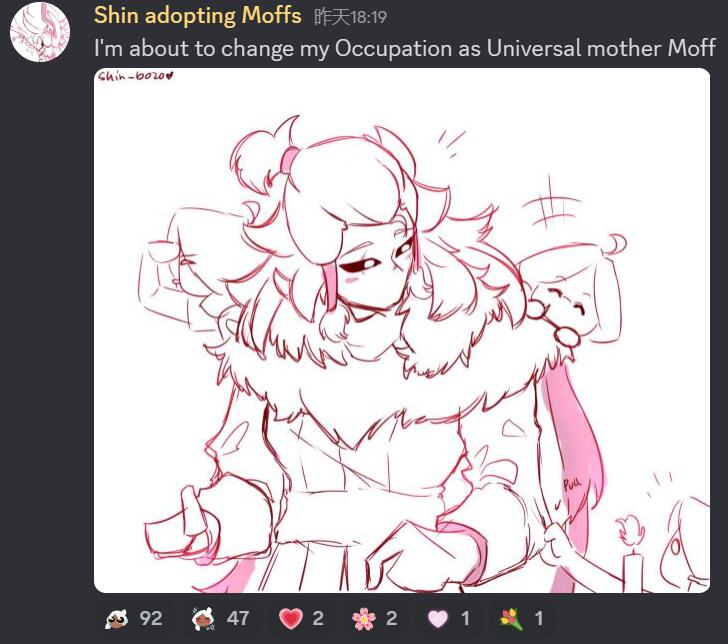 Shin adopting Moffs 昨天18:19
I'm about to change my Occupation as Universal mother Moff
Shin-bozo♥
Pull
92 47 2 2 1 1